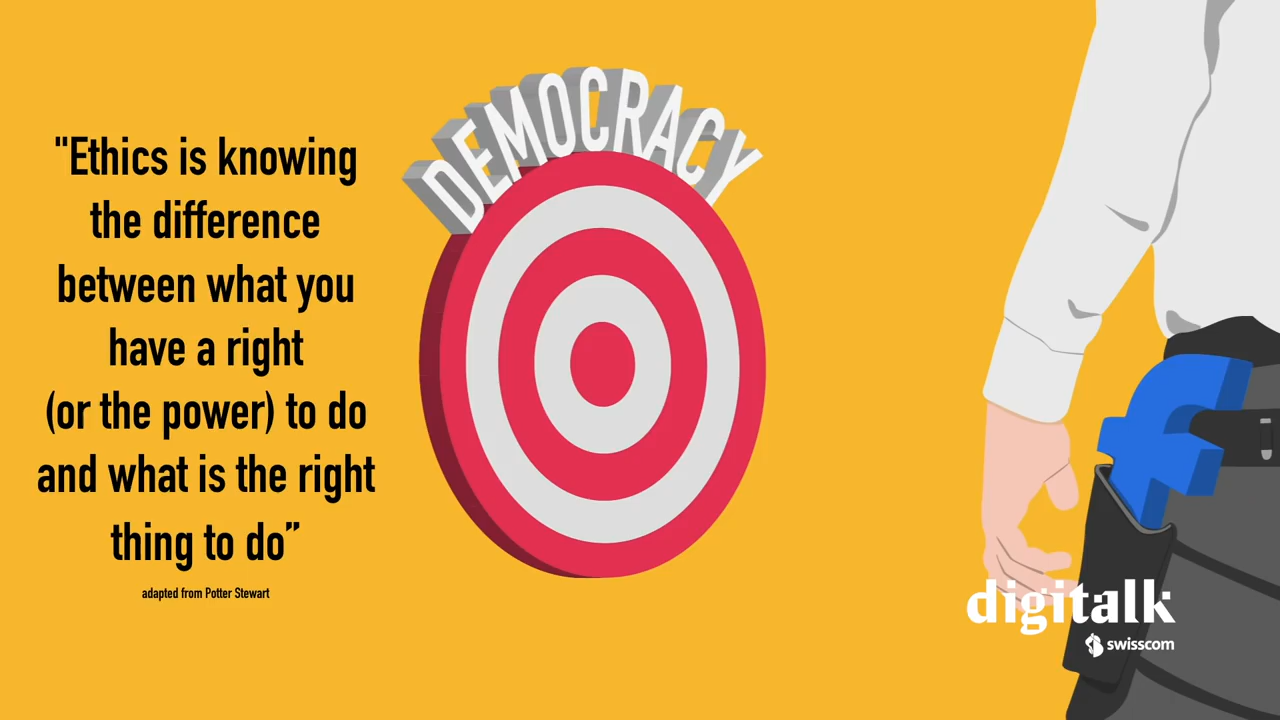 "Ethics is knowing
the difference
between what you
have a right
(or the power) to do
and what is the right
thing to do”
adapted from Potter Stewart
DEMOCRACY
f
digitalk
swisscom